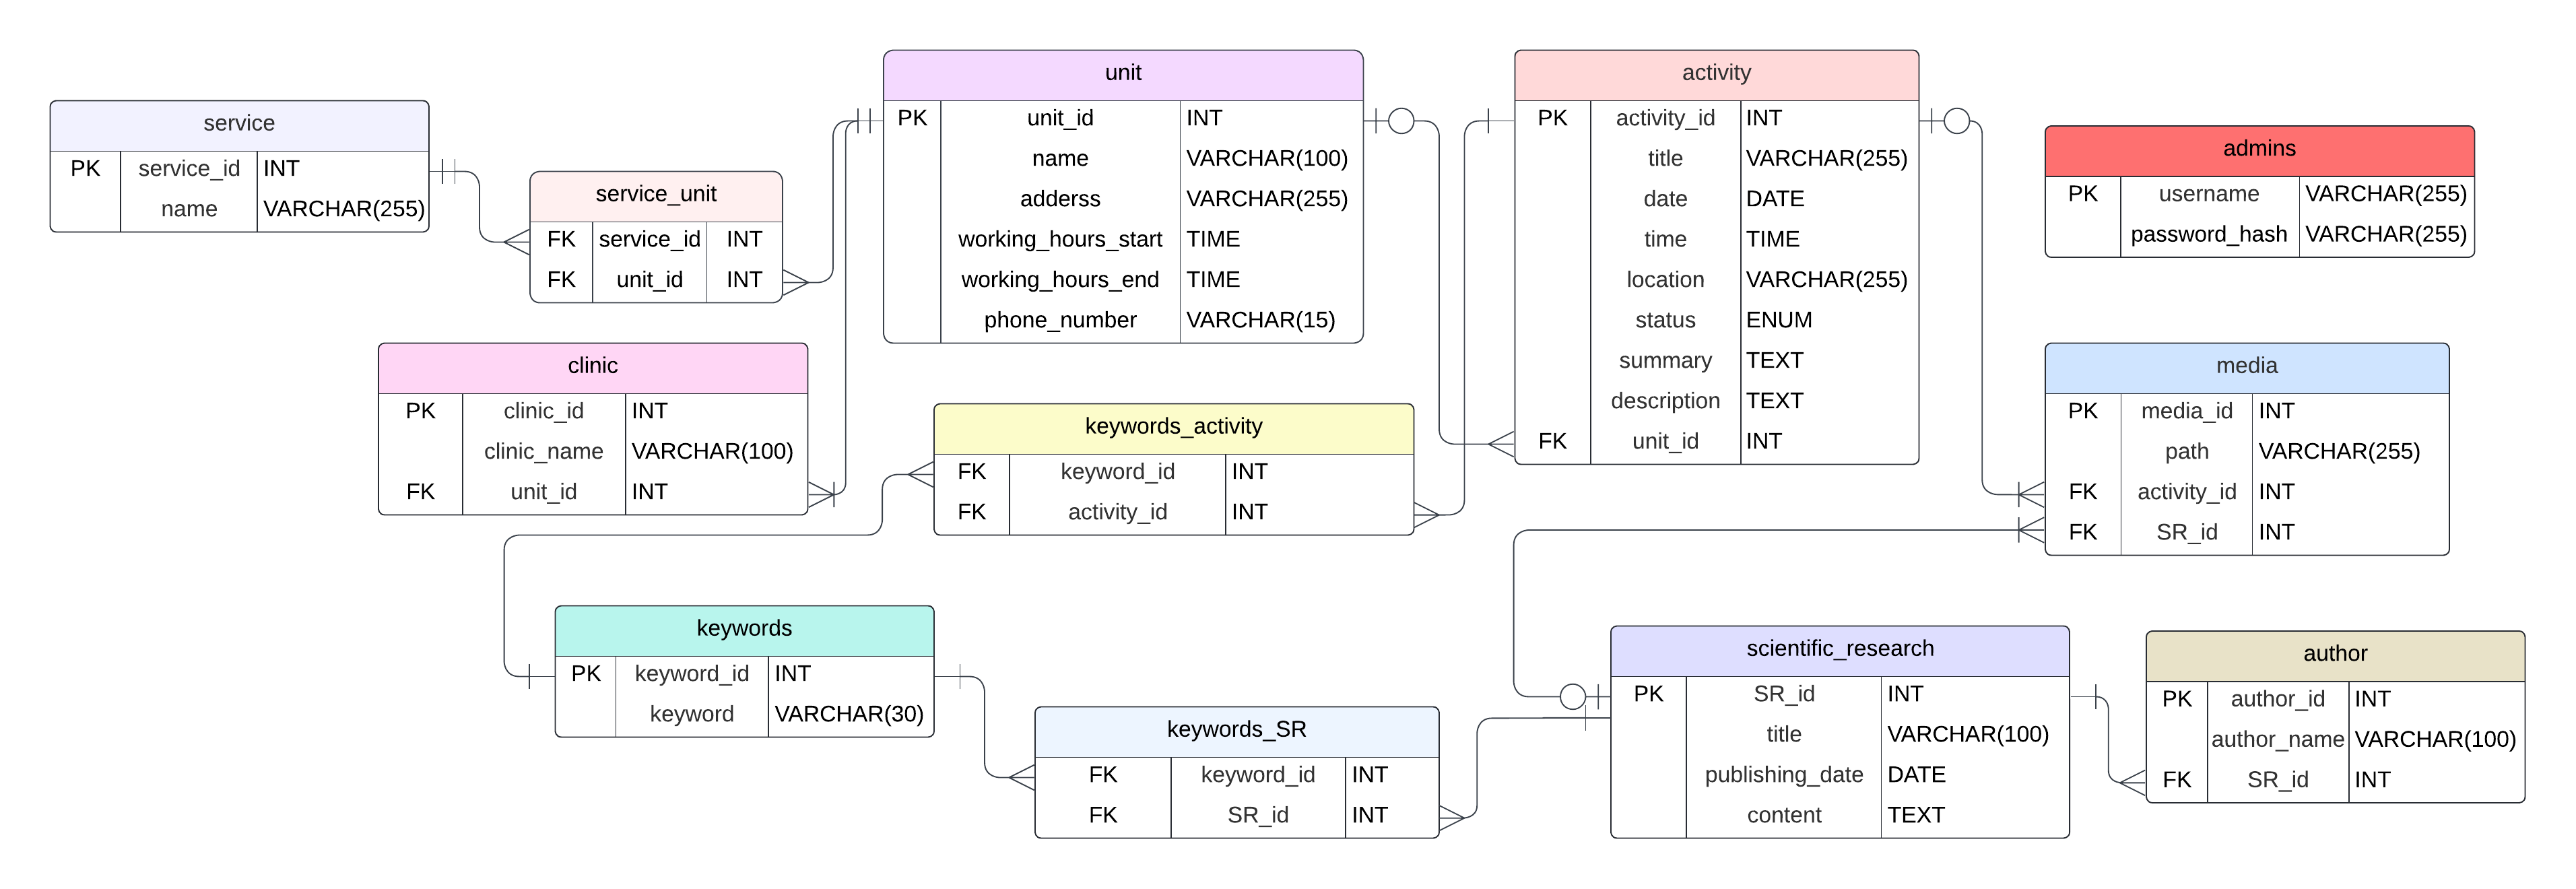 service
PK service_id INT
name VARCHAR(255)
service_unit
FK service_id INT
FK unit_id INT
unit
PK unit_id INT
name VARCHAR(100)
adderss VARCHAR(255)
working_hours_start TIME
working_hours_end TIME
phone_number VARCHAR(15)
activity
PK activity_id INT
title VARCHAR(255)
date DATE
time TIME
location VARCHAR(255)
status ENUM
summary TEXT
description TEXT
FK unit_id INT
admins
PK username VARCHAR(255)
password_hash VARCHAR(255)
clinic
PK clinic_id INT
clinic_name VARCHAR(100)
FK unit_id INT
keywords_activity
FK keyword_id INT
FK activity_id INT
media
PK media_id INT
path VARCHAR(255)
FK activity_id INT
FK SR_id INT
keywords
PK keyword_id INT
keyword VARCHAR(30)
keywords_SR
FK keyword_id INT
FK SR_id INT
scientific_research
PK SR_id INT
title VARCHAR(100)
publishing_date DATE
content TEXT
author
PK author_id INT
author_name VARCHAR(100)
FK SR_id INT